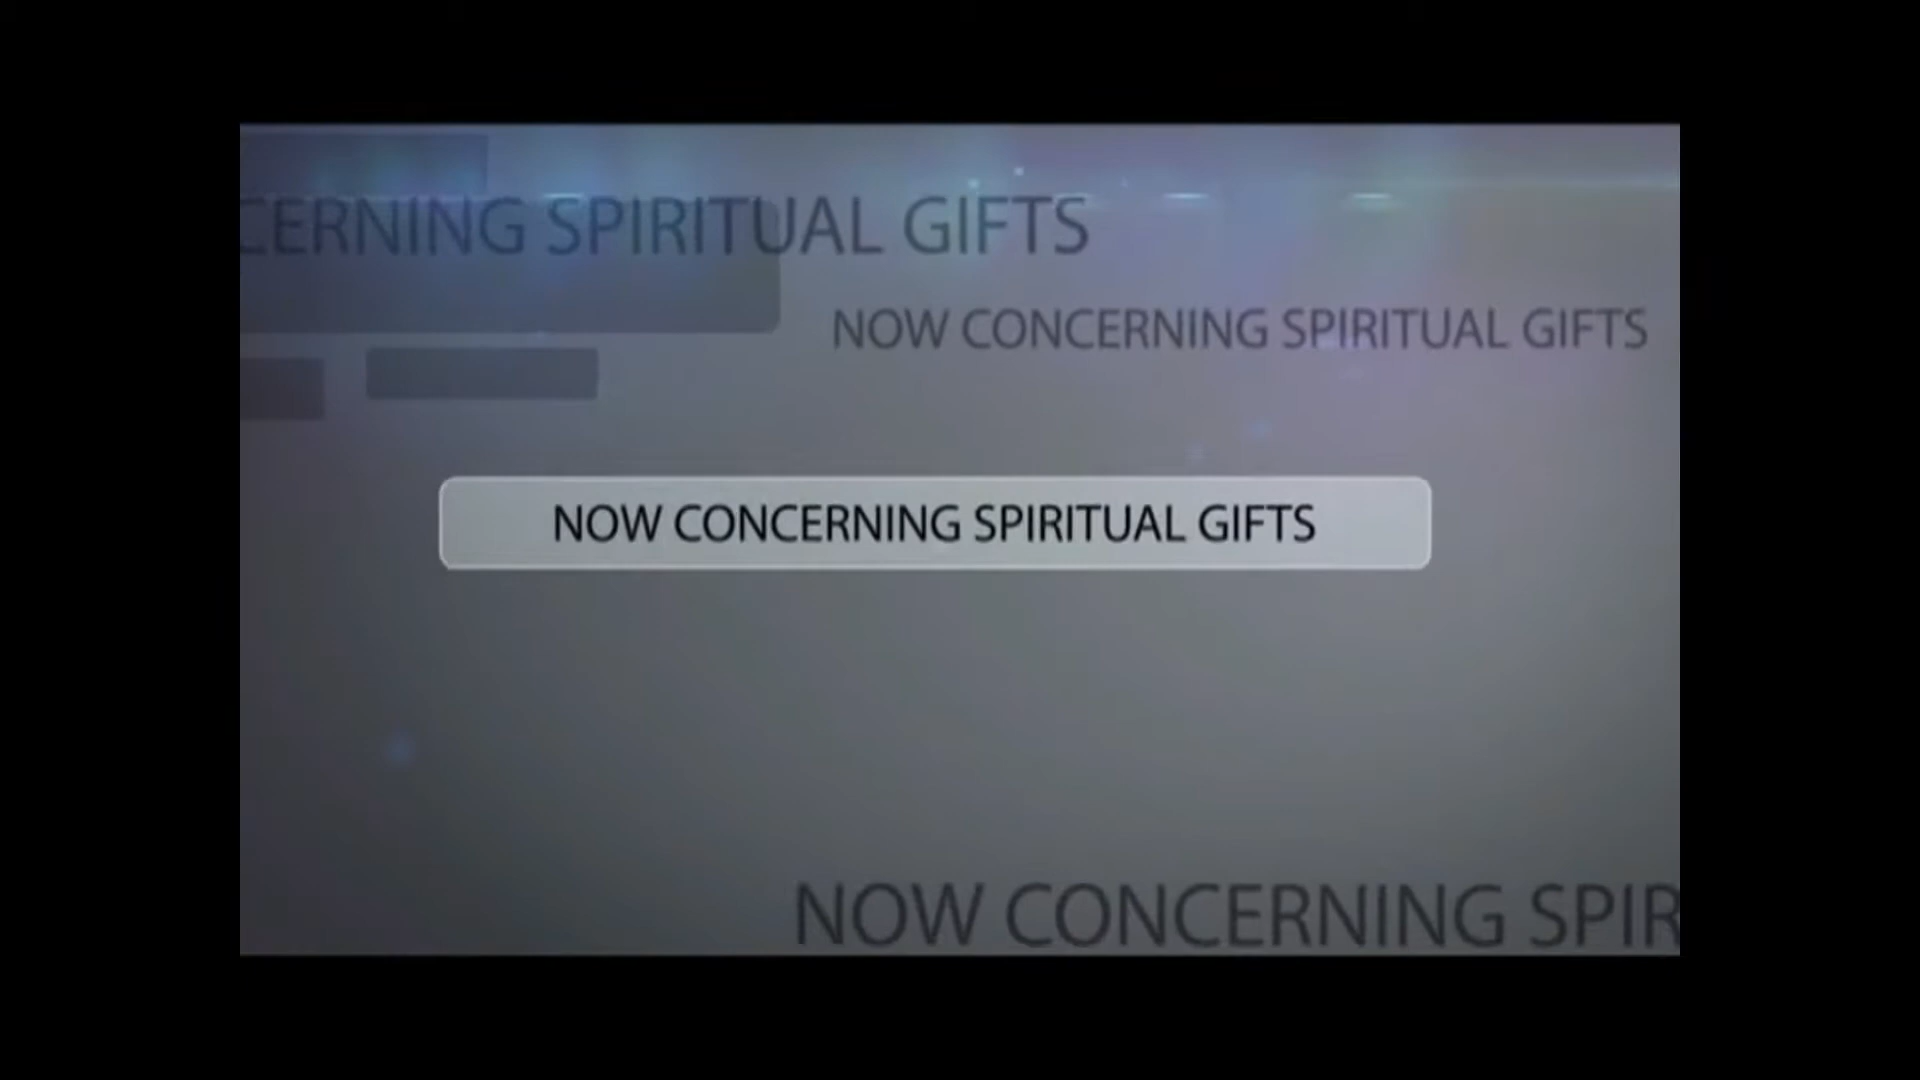 CERNING SPIRITUAL GIFTS
NOW CONCERNING SPIRITUAL GIFTS
NOW CONCERNING SPIRITUAL GIFTS
NOW CONCERNING SPIR